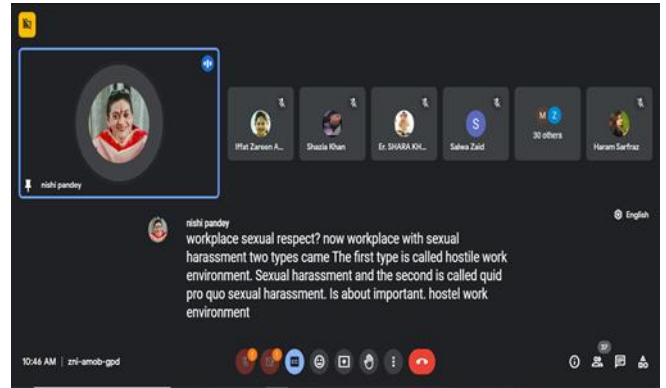 nishi pandey
Iffat Zareen A...
Shazia Khan
Er. SHARA KH...
S
Salwa Zaid
M Z
30 others
Haram Sarfraz
English
nishi pandey
workplace sexual respect? now workplace with sexual
harassment two types came The first type is called hostile work
environment. Sexual harassment and the second is called quid
pro quo sexual harassment. Is about important. hostel work
environment
10:46 AM | zni-amob-gpd
37